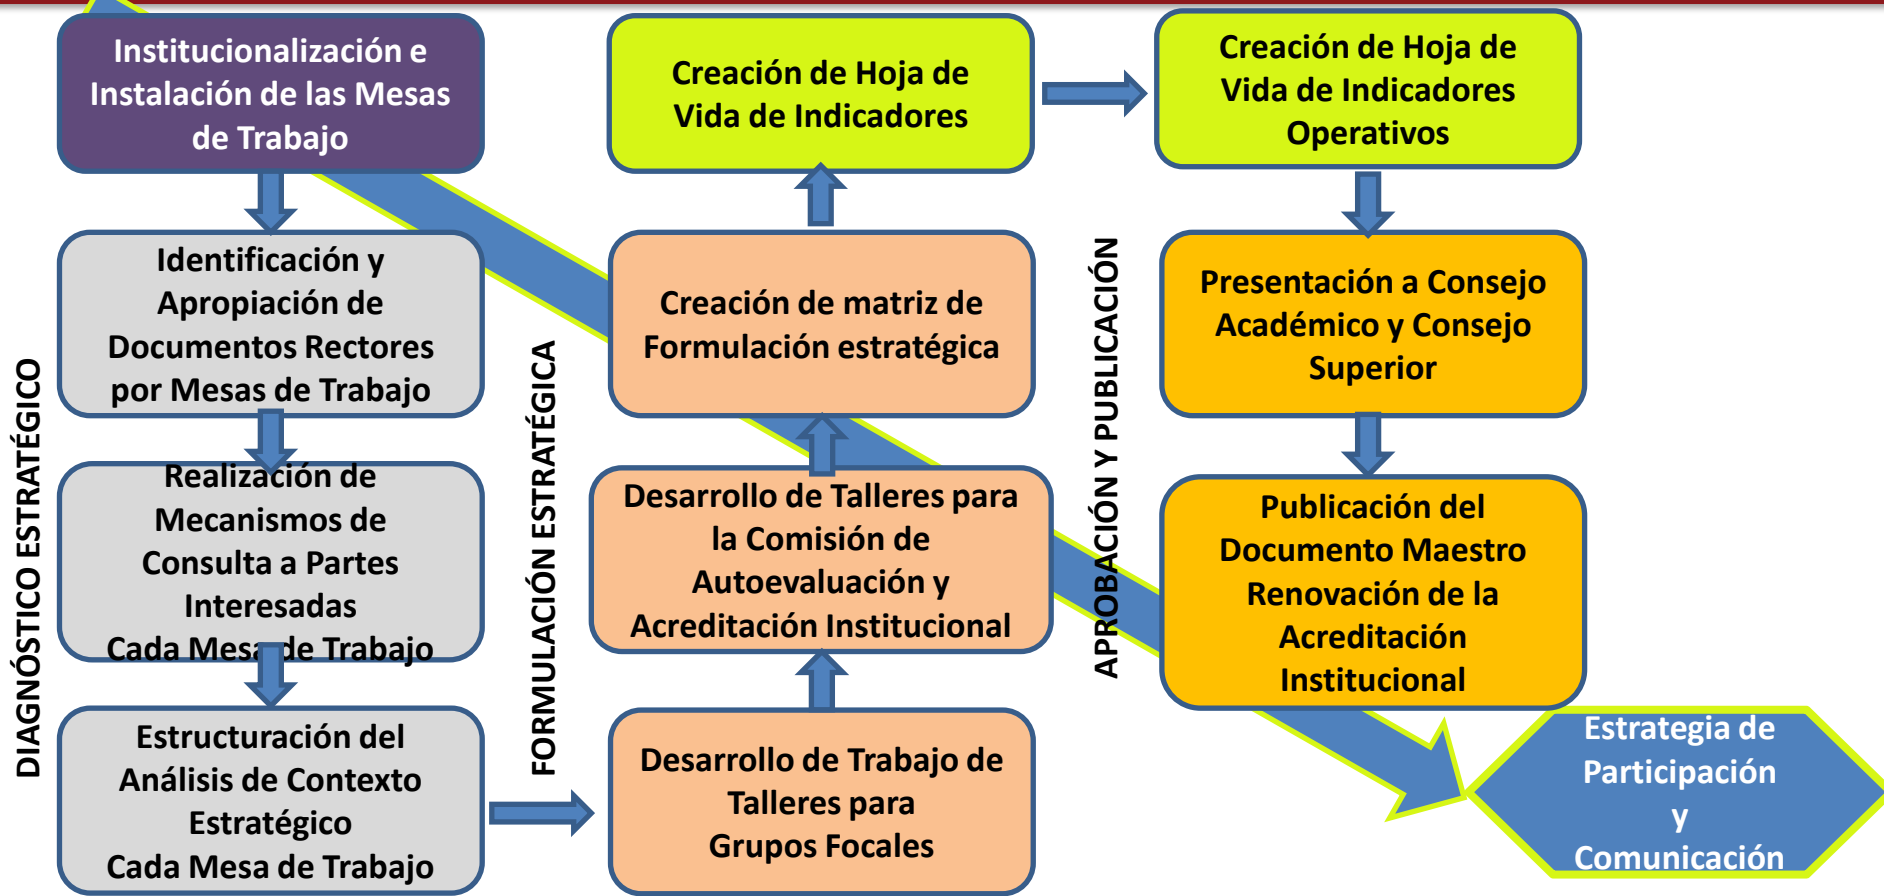 Institucionalización e
Instalación de las Mesas
de Trabajo
DIAGNÓSTICO ESTRATÉGICO
Identificación y
Apropiación de
Documentos Rectores
por Mesas de Trabajo
Realización de
Mecanismos de
Consulta a Partes
Interesadas
Cada Mesa de Trabajo
Estructuración del
Análisis de Contexto
Estratégico
Cada Mesa de Trabajo
FORMULACIÓN ESTRATÉGICA
Desarrollo de Trabajo de
Talleres para
Grupos Focales
Desarrollo de Talleres para
la Comisión de
Autoevaluación y
Acreditación Institucional
Creación de matriz de
Formulación estratégica
Creación de Hoja de
Vida de Indicadores
Creación de Hoja de
Vida de Indicadores
Operativos
APROBACIÓN Y PUBLICACIÓN
Presentación a Consejo
Académico y Consejo
Superior
Publicación del
Documento Maestro
Renovación de la
Acreditación
Institucional
Estrategia de
Participación
y
Comunicación